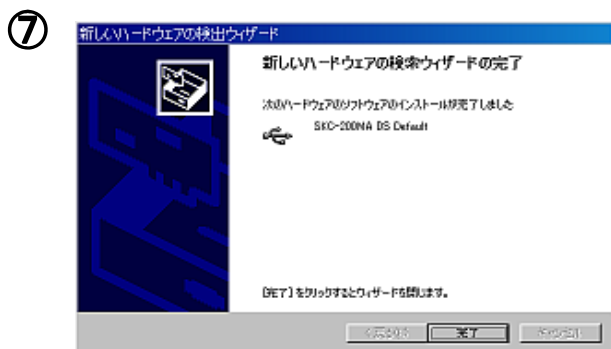 ⑦
新しいハードウェアの検出ウィザード
新しいハードウェアの検索ウィザードの完了
次のハードウェアのソフトウェアのインストールが完了しました
SKC-200MA DS Default
[完了] をクリックするとウィザードを閉じます。
< 戻る(B) 完了 キャンセル